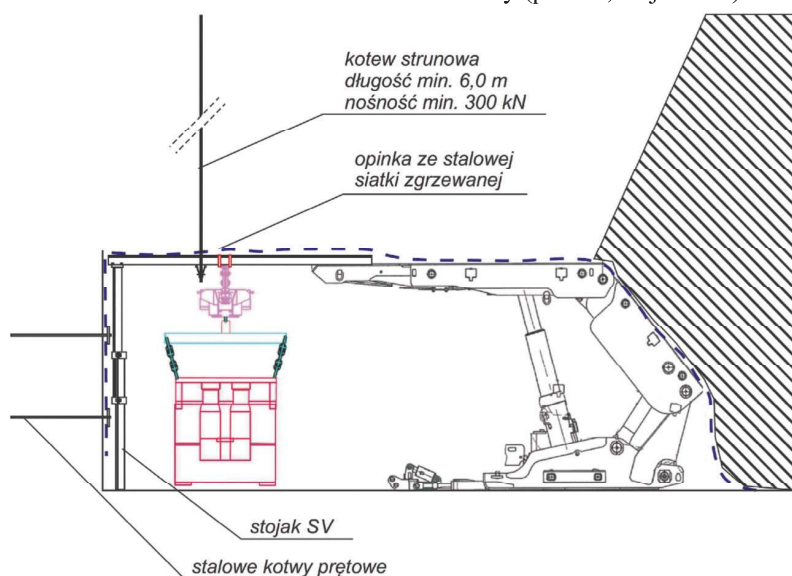 kotew strunowa
długość min. 6,0 m
nośność min. 300 kN
opinka ze stalowej
siatki zgrzewanej
stojak SV
stalowe kotwy prętowe